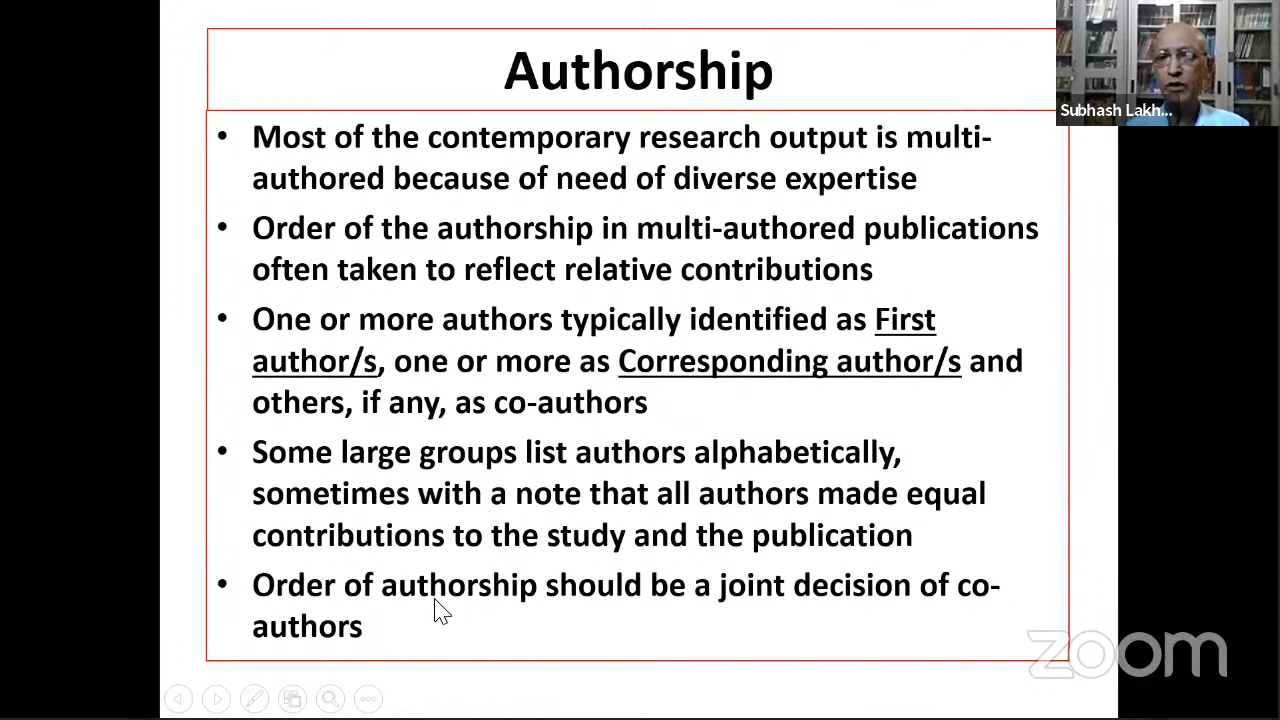 Authorship
Subhash Lakh...
• Most of the contemporary research output is multi-
authored because of need of diverse expertise
• Order of the authorship in multi-authored publications
often taken to reflect relative contributions
• One or more authors typically identified as First
author/s, one or more as Corresponding author/s and
others, if any, as co-authors
• Some large groups list authors alphabetically,
sometimes with a note that all authors made equal
contributions to the study and the publication
• Order of authorship should be a joint decision of co-
authors
zoom